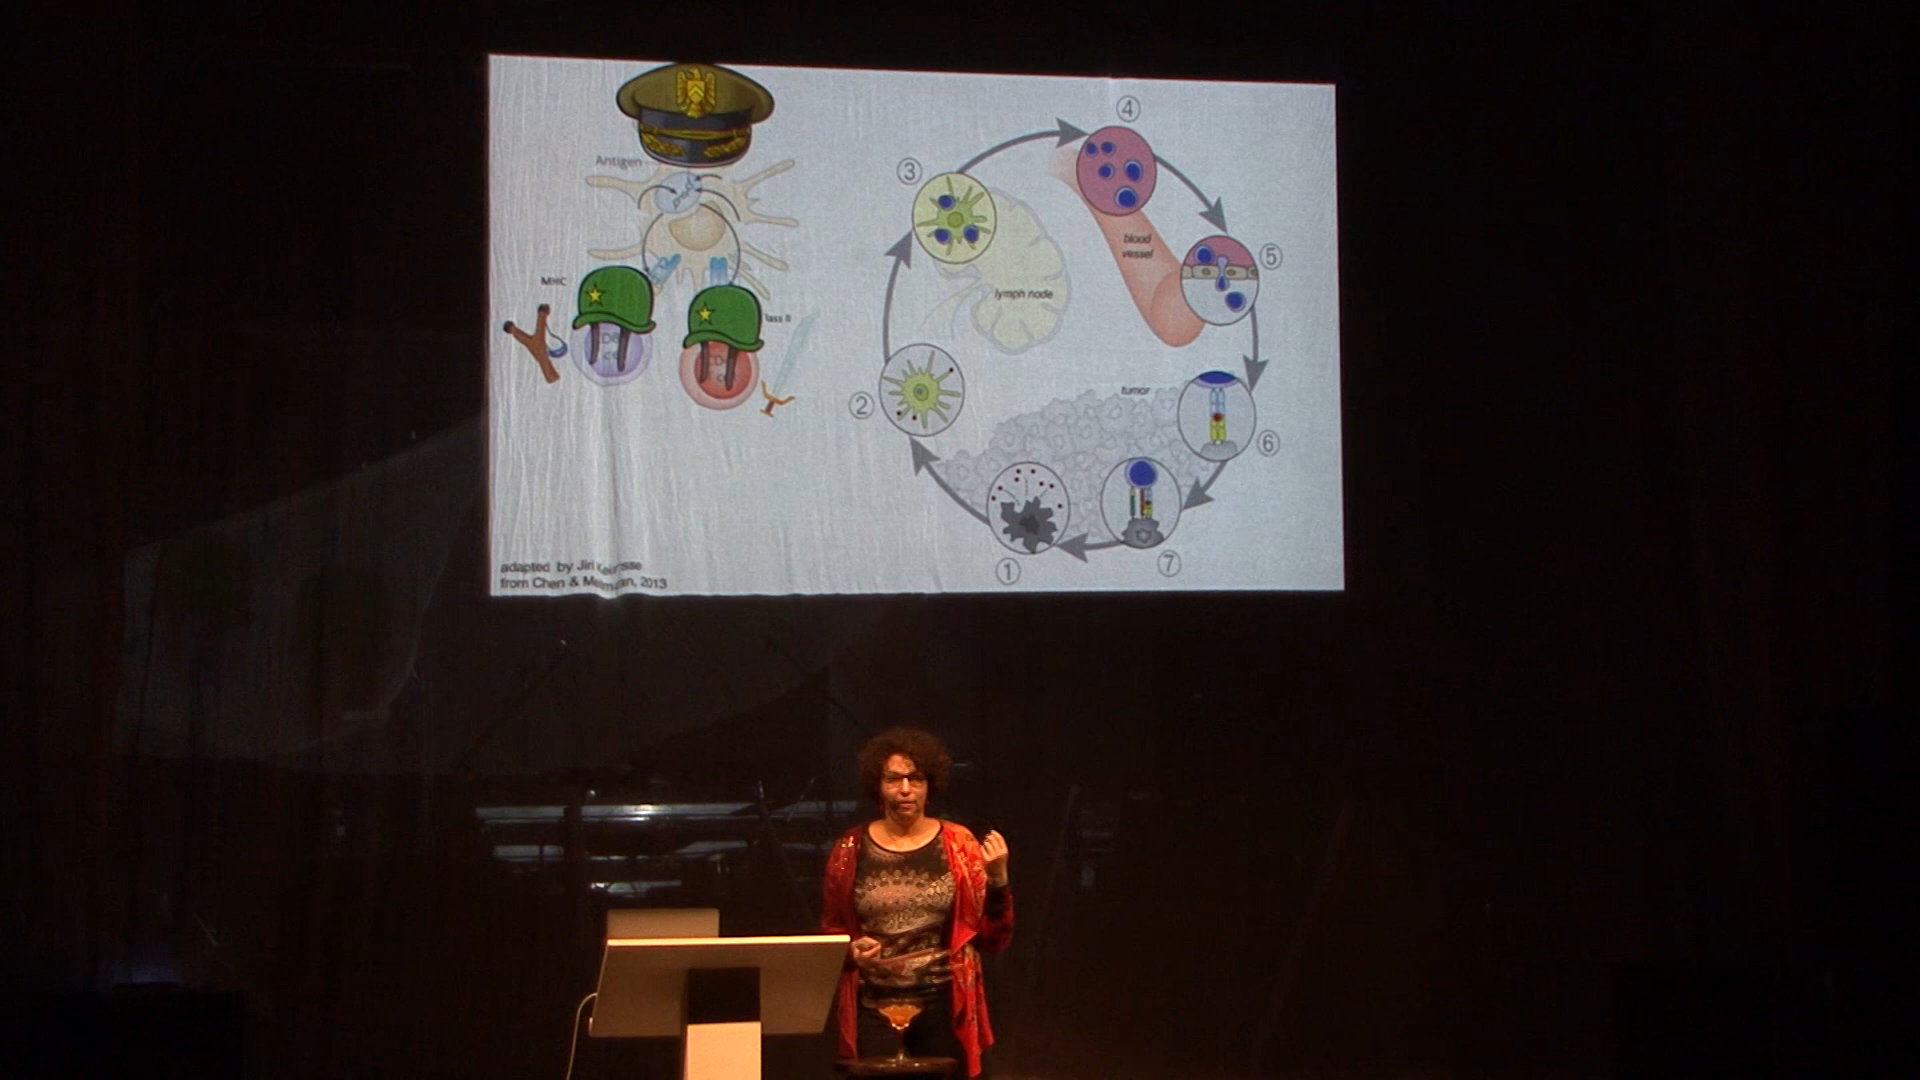 Antigen
MHC
lass II
4
3
blood
vessel
5
lymph node
2
tumor
6
1
7
adapted by Jiri
from Chen & Mellman, 2013